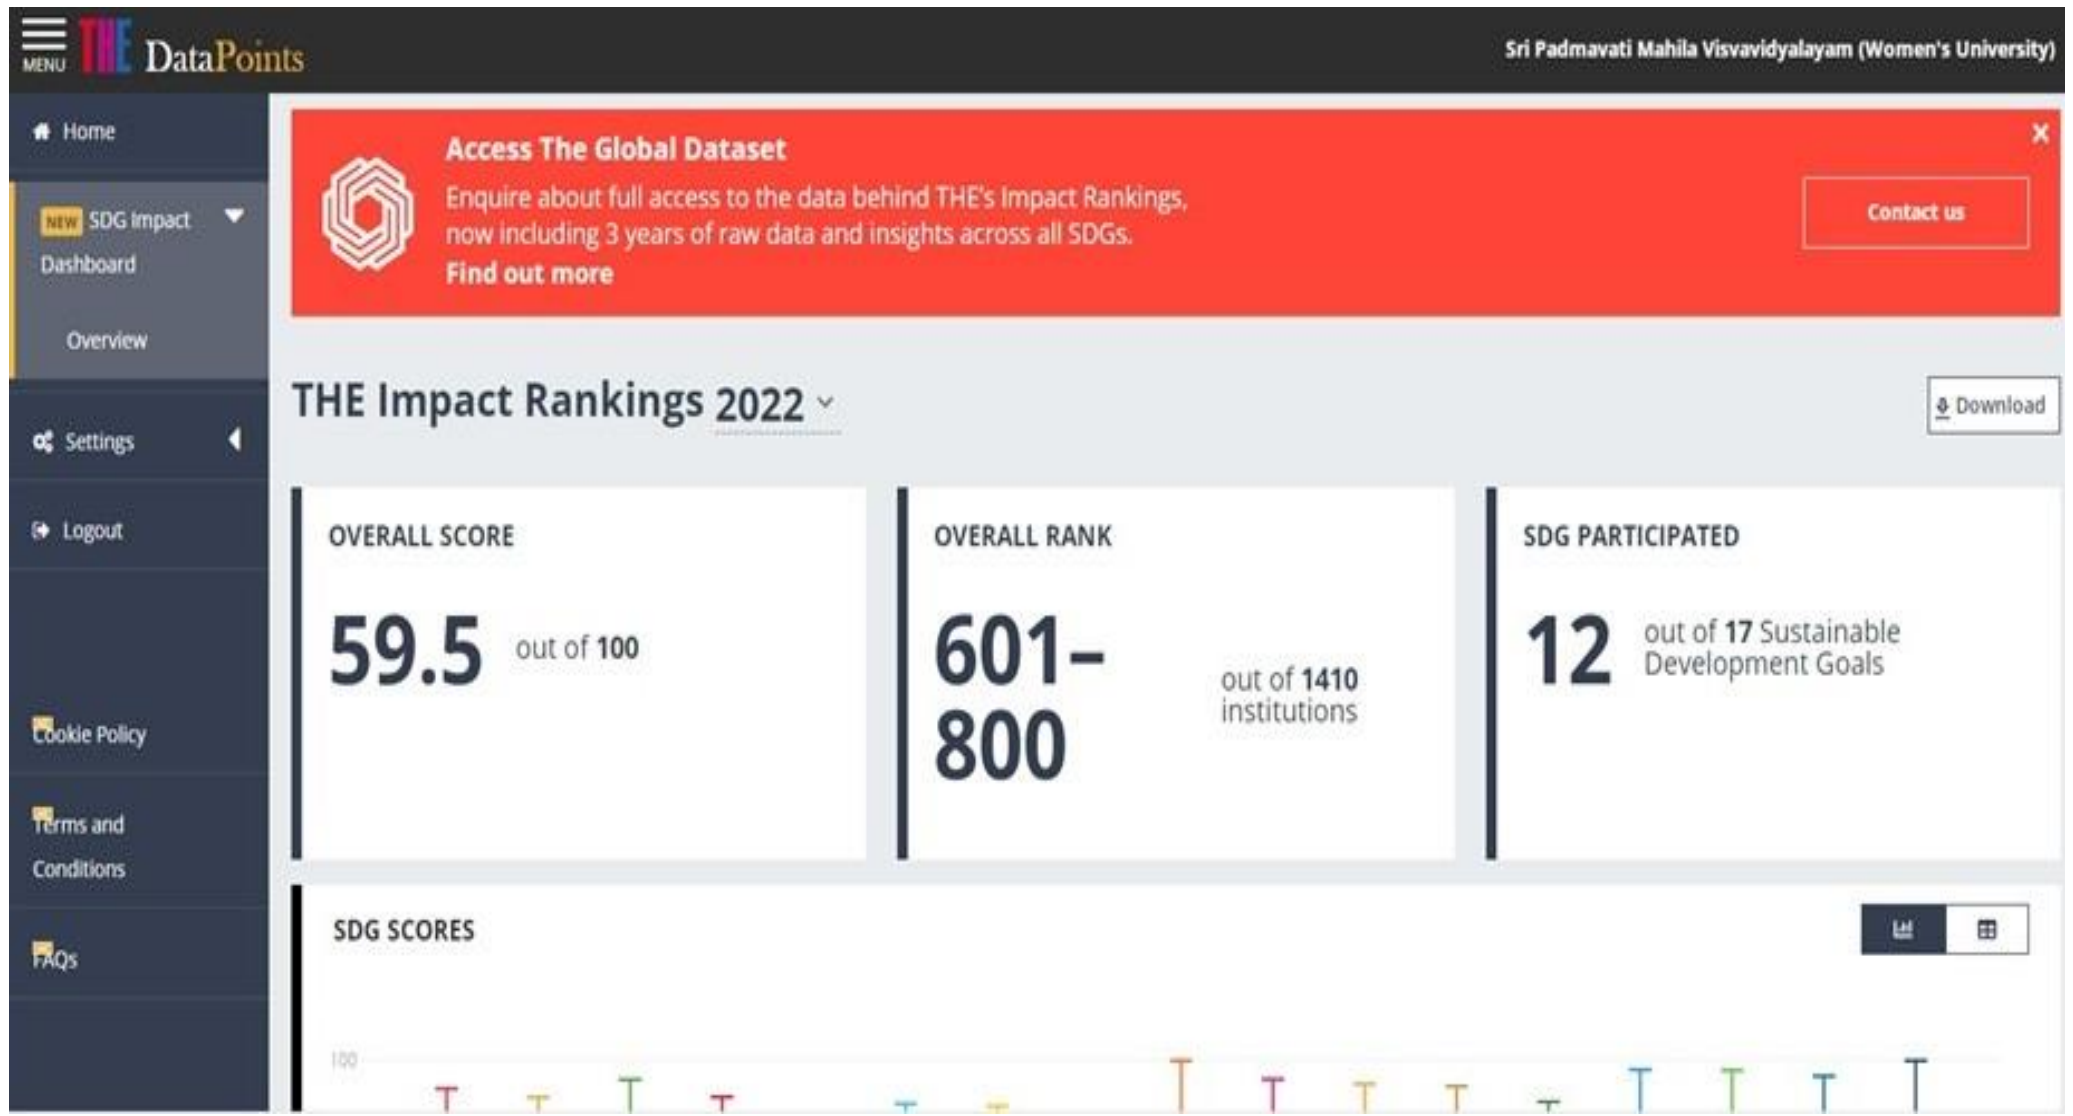 MENU
THE DataPoints
Sri Padmavati Mahila Visvavidyalayam (Women's University)
Home
NEW SDG Impact
Dashboard
Overview
Settings
Logout
Cookie Policy
Terms and
Conditions
FAQs
Access The Global Dataset
Enquire about full access to the data behind THE's Impact Rankings,
now including 3 years of raw data and insights across all SDGs.
Find out more
Contact us
THE Impact Rankings 2022
Download
OVERALL SCORE
59.5 out of 100
OVERALL RANK
601–
800
out of 1410
institutions
SDG PARTICIPATED
12
out of 17 Sustainable
Development Goals
SDG SCORES
100